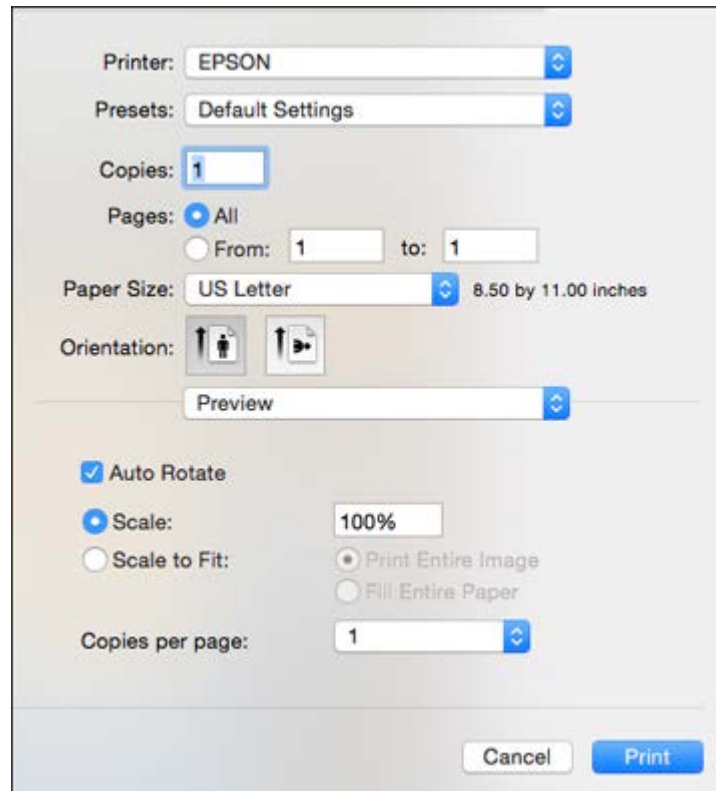 Printer: EPSON
Presets: Default Settings
Copies: 1
Pages: All
From: 1 to: 1
Paper Size: US Letter 8.50 by 11.00 inches
Orientation:
Preview
Auto Rotate
Scale: 100%
Scale to Fit: Print Entire Image
Fill Entire Paper
Copies per page: 1
Cancel Print